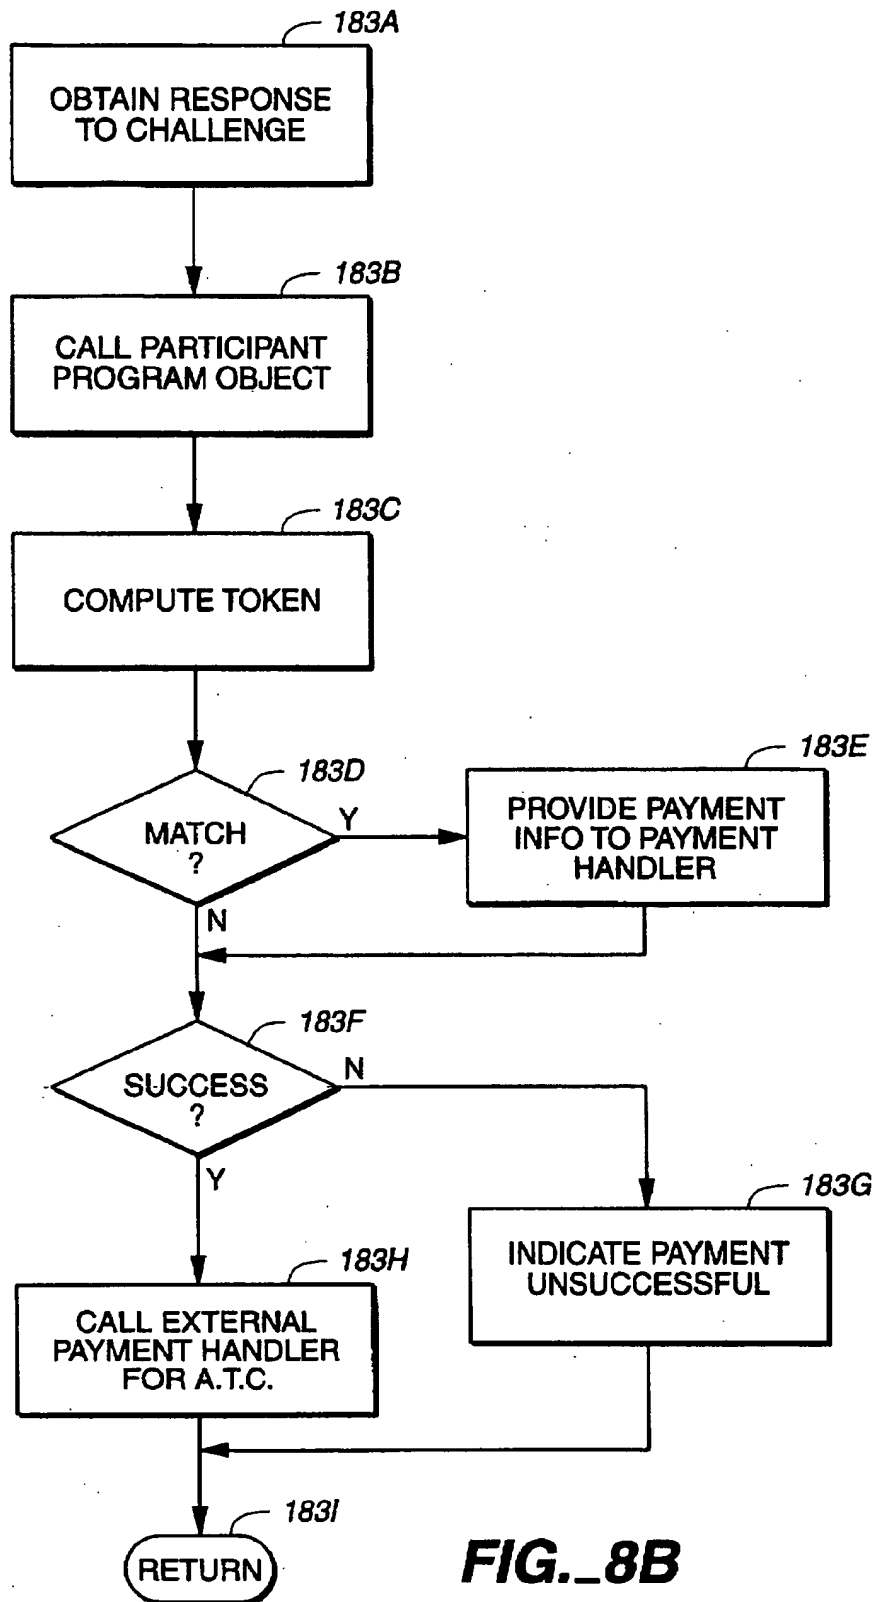 183A
OBTAIN RESPONSE
TO CHALLENGE
183B
CALL PARTICIPANT
PROGRAM OBJECT
183C
COMPUTE TOKEN
183D
MATCH
?
Y
N
183E
PROVIDE PAYMENT
INFO TO PAYMENT
HANDLER
183F
SUCCESS
?
N
Y
183G
INDICATE PAYMENT
UNSUCCESSFUL
183H
CALL EXTERNAL
PAYMENT HANDLER
FOR A.T.C.
183I
RETURN
FIG._8B